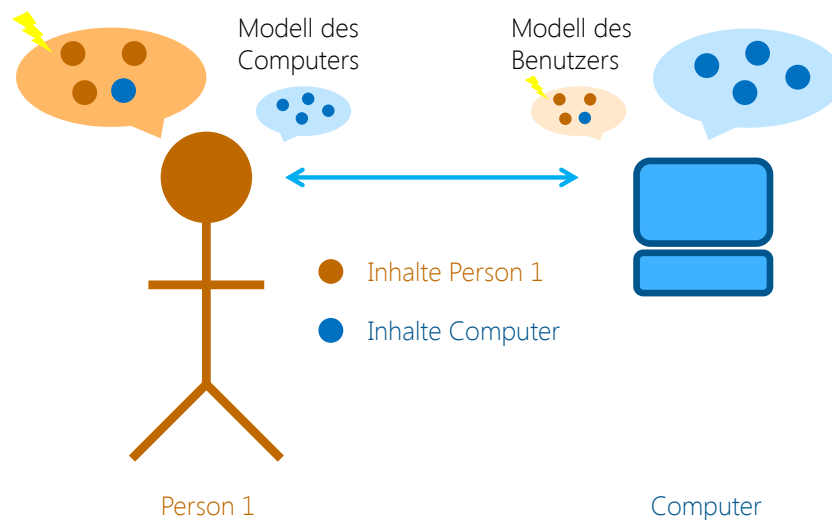 Modell des
Computers
Modell des
Benutzers
Inhalte Person 1
Inhalte Computer
Person 1
Computer